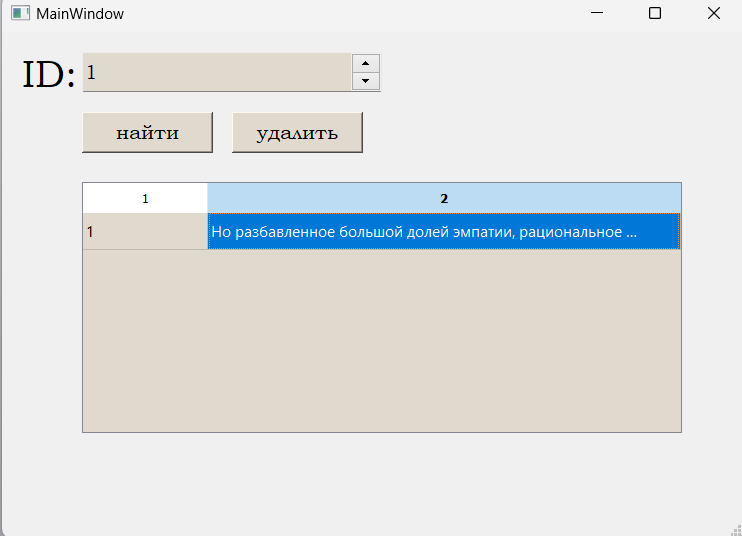 MainWindow
ID: 1
найти удалить
1 2
1 Но разбавленное большой долей эмпатии, рациональное ...